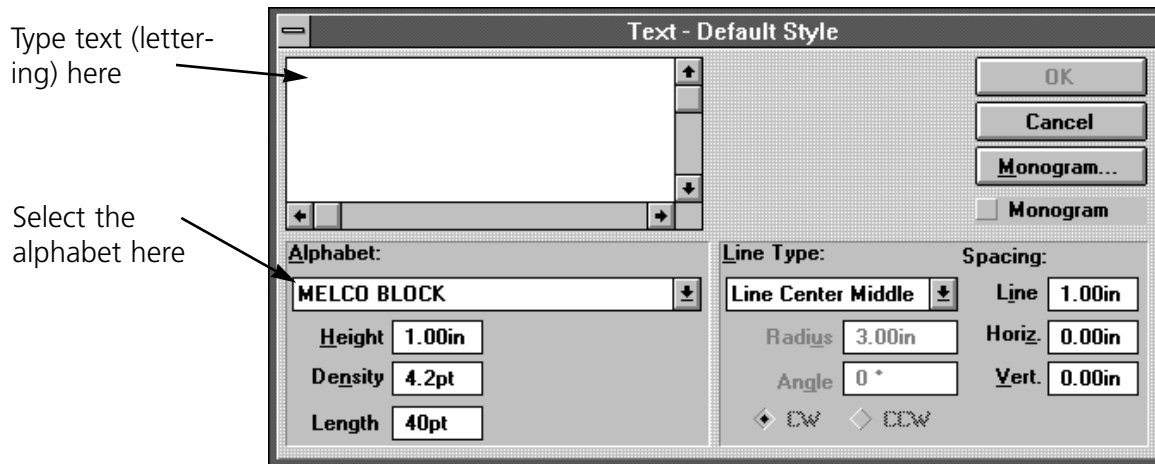 Text - Default Style
Type text (letter-
ing) here
OK
Cancel
Monogram...
Monogram
Select the
alphabet here
Alphabet:
MELCO BLOCK
Height 1.00in
Density 4.2pt
Length 40pt
Line Type:
Line Center Middle
Radius 3.00in
Angle 0 °
CW CCW
Spacing:
Line 1.00in
Horiz. 0.00in
Vert. 0.00in